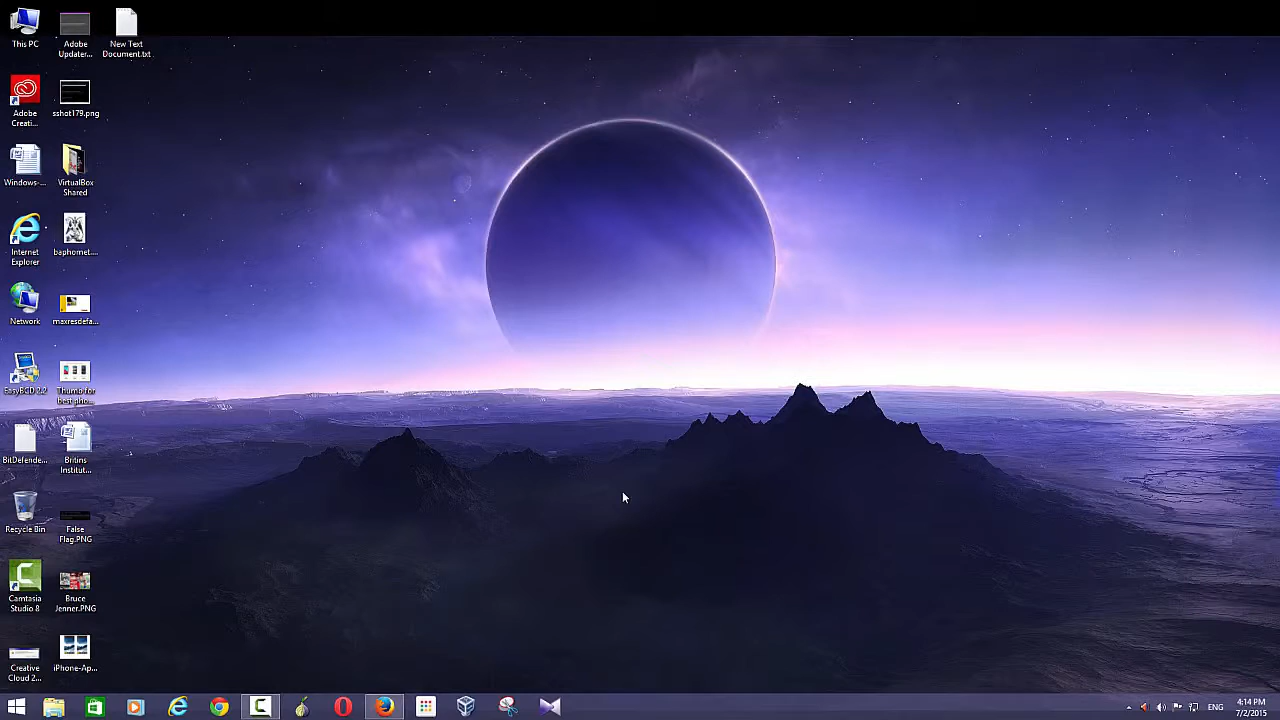 This PC
Adobe
Updater...
New Text
Document.txt
Adobe
Creati...
sshot179.png
Windows-...
VirtualBox
Shared
Internet
Explorer
baphomet....
Network
maxresdefa...
EasyBCD 2.2
Thumb for
best pho...
BitDefende...
Britins
Institut...
Recycle Bin
False
Flag.PNG
Camtasia
Studio 8
Bruce
Jenner.PNG
Creative
Cloud 2...
iPhone-Ap...
ENG
4:14 PM
7/2/2015